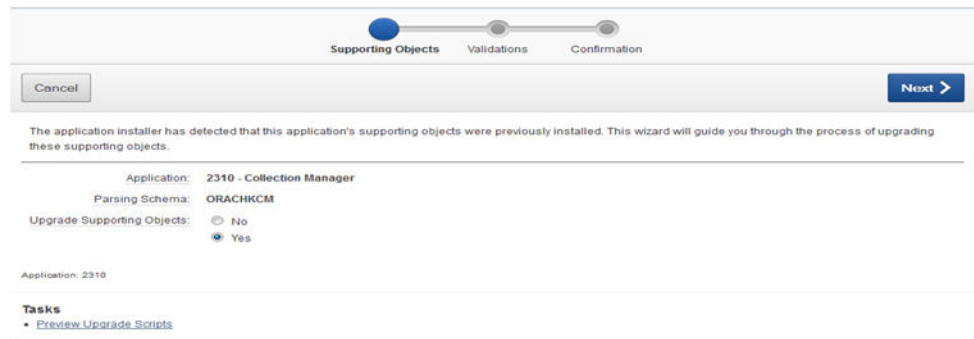 Supporting Objects Validations Confirmation
Cancel Next
The application installer has detected that this application's supporting objects were previously installed. This wizard will guide you through the process of upgrading
these supporting objects.
Application: 2310 - Collection Manager
Parsing Schema: ORACHKCM
Upgrade Supporting Objects: No
Yes
Application: 2310
Tasks
• Preview Upgrade Scripts